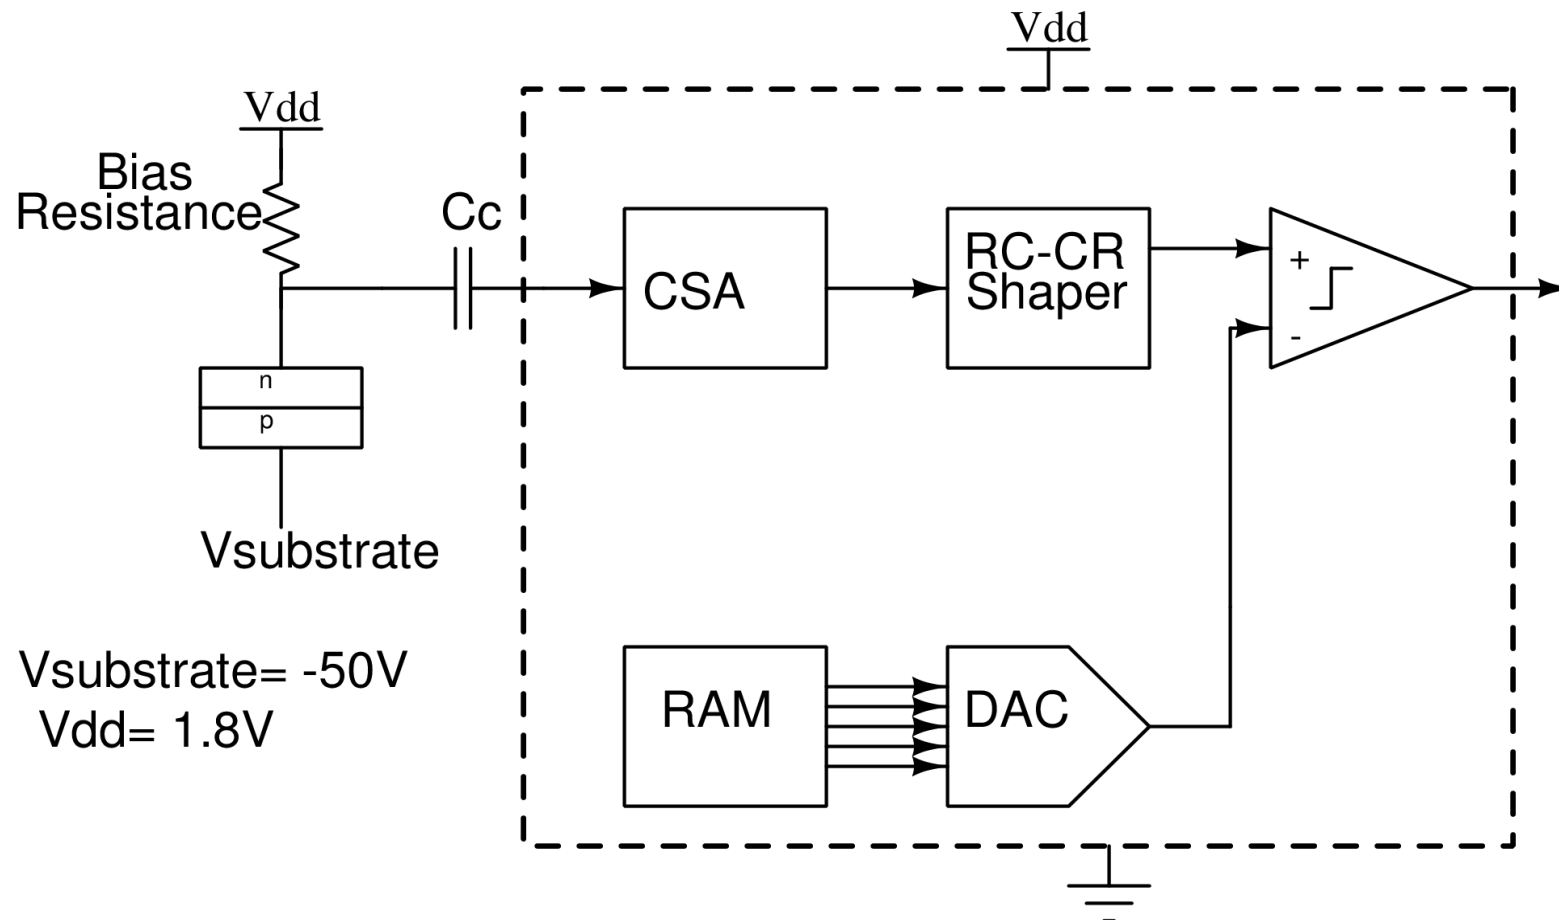 Vdd
Vdd
Bias
Resistance
Cc
CSA
RC-CR
Shaper
+
-
n
p
Vsubstrate
Vsubstrate= -50V
Vdd= 1.8V
RAM
DAC